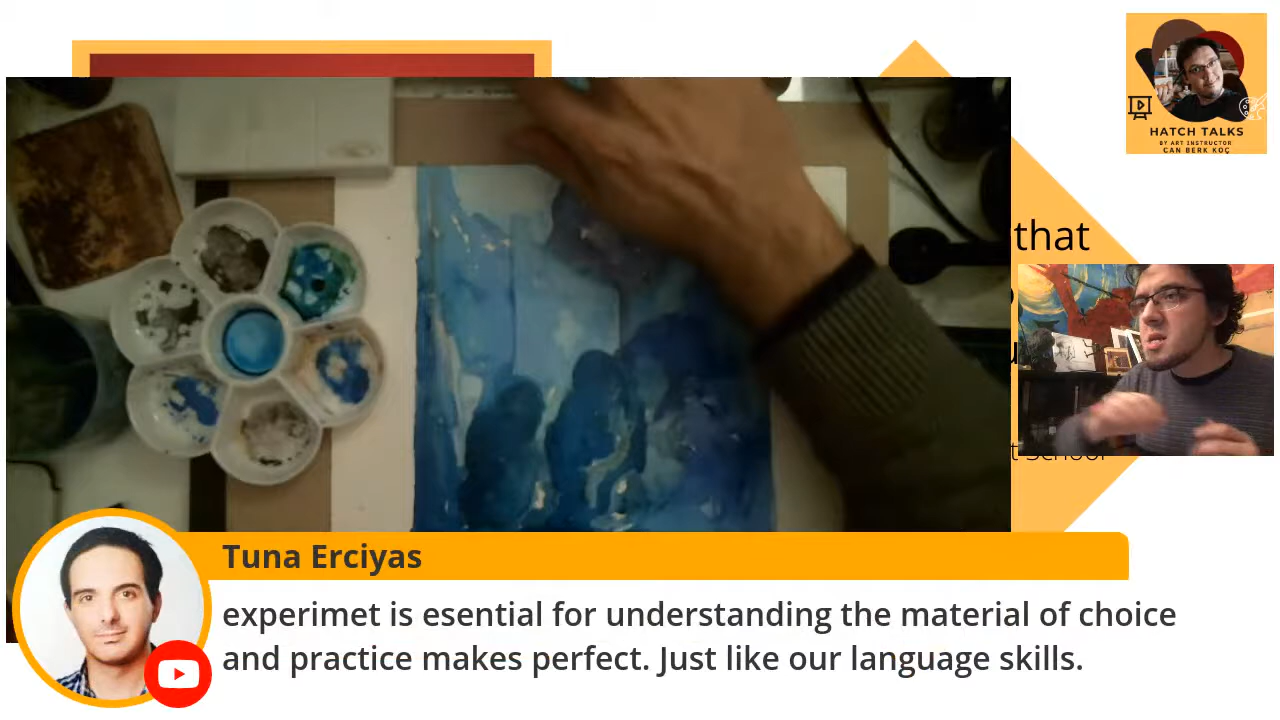 HATCH TALKS
BY ART INSTRUCTOR
CAN BERK KOÇ
that
Tuna Erciyas
experimet is esential for understanding the material of choice
and practice makes perfect. Just like our language skills.